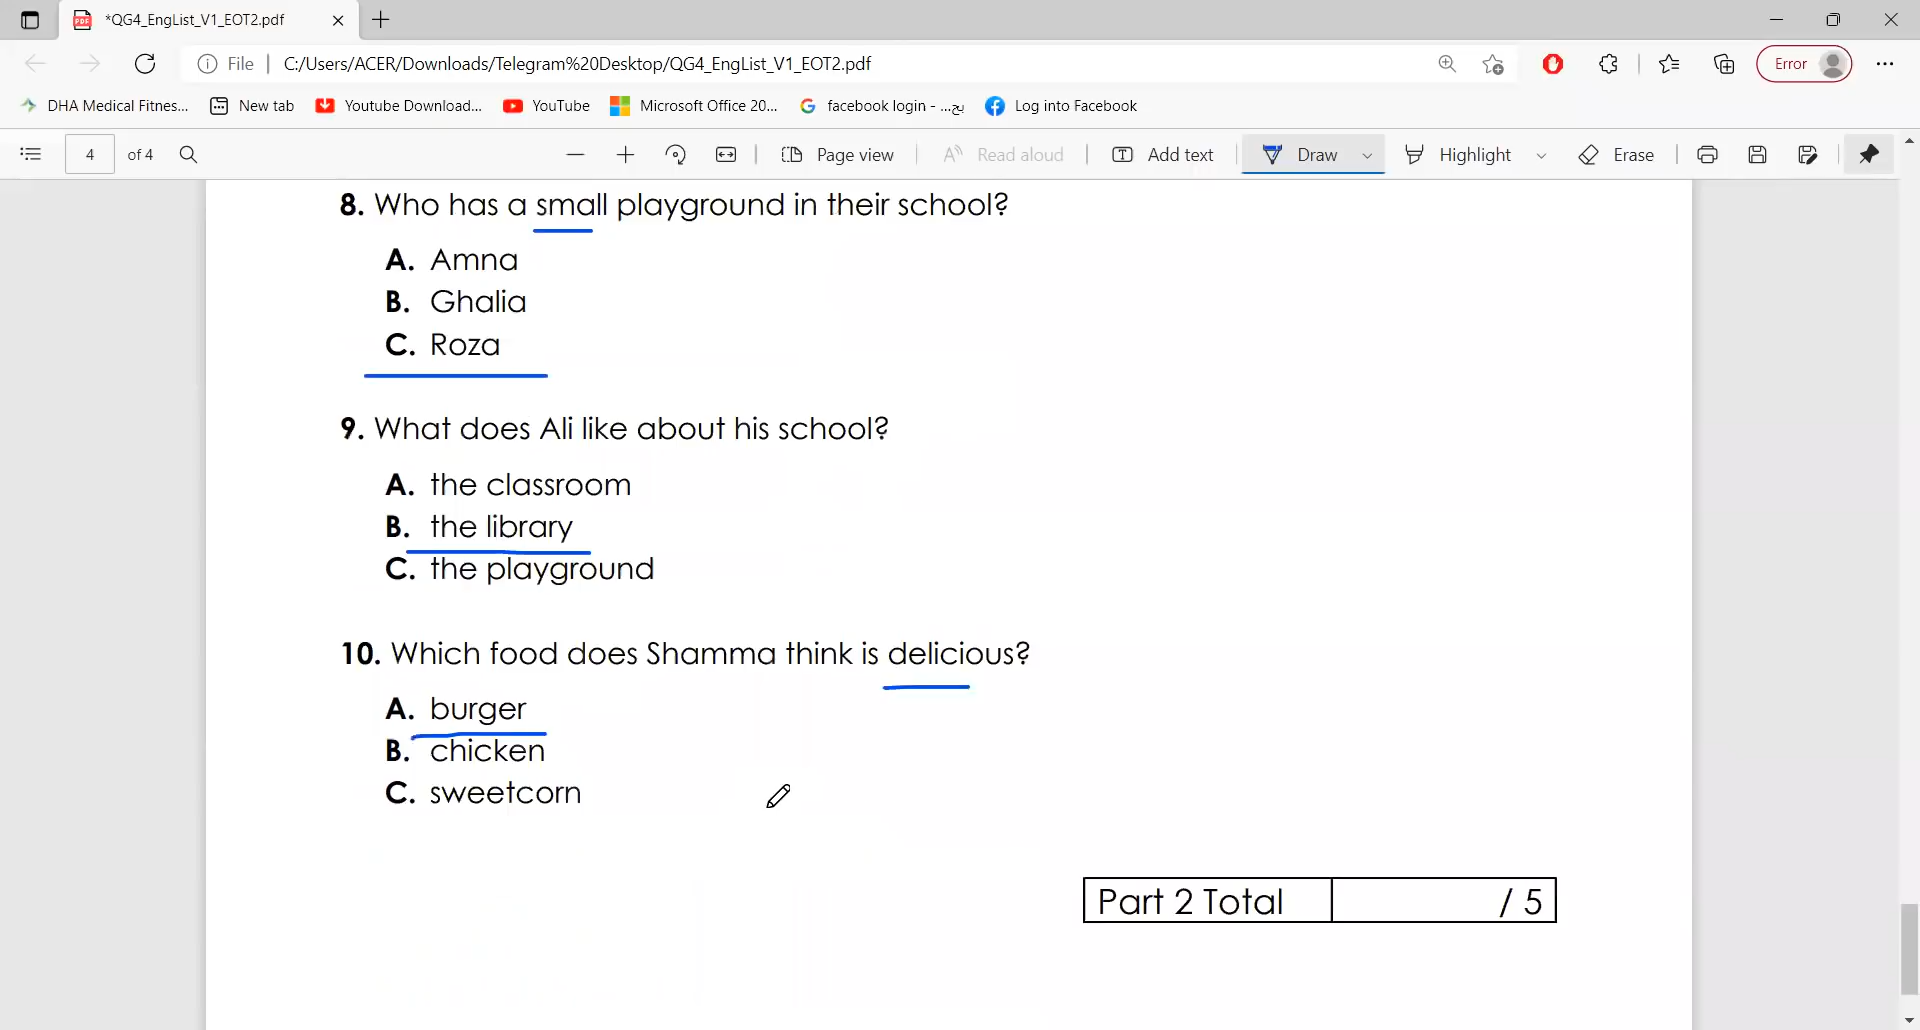 *QG4_EngList_V1_EOT2.pdf
File C:/Users/ACER/Downloads/Telegram%20Desktop/QG4_EngList_V1_EOT2.pdf Error
DHA Medical Fitnes... New tab Youtube Download... YouTube Microsoft Office 20... facebook login - ...بح Log into Facebook
4 of 4 Page view Read aloud Add text Draw Highlight Erase
8. Who has a small playground in their school?
A. Amna
B. Ghalia
C. Roza
9. What does Ali like about his school?
A. the classroom
B. the library
C. the playground
10. Which food does Shamma think is delicious?
A. burger
B. chicken
C. sweetcorn
Part 2 Total / 5